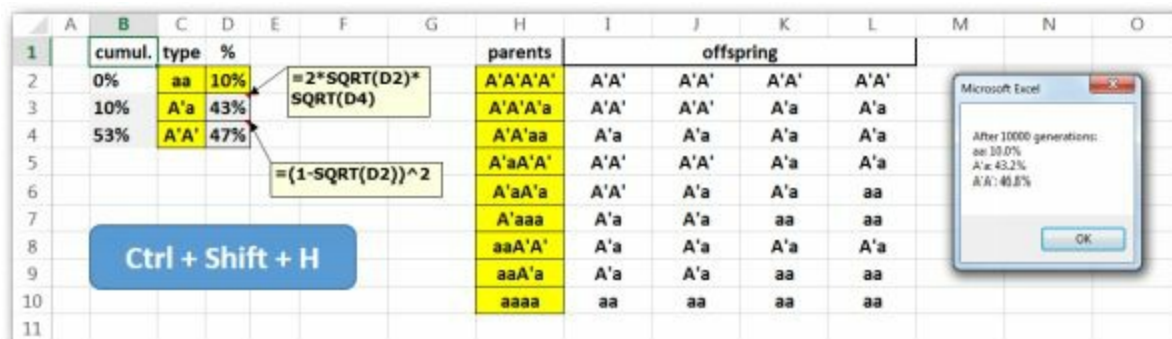 A B C D E F G H I J K L M N O
1 cumul. type % parents offspring
2 0% aa 10% A'A'A'A' A'A' A'A' A'A' A'A'
3 10% A'a 43% A'A'A'a A'A' A'A' A'a A'a
4 53% A'A' 47% A'A'aa A'a A'a A'a A'a
5 A'aA'A' A'A' A'A' A'a A'a
6 A'aA'a A'A' A'a A'a aa
7 A'aaa A'a A'a aa aa
8 aaA'A' A'a A'a A'a A'a
9 aaA'a A'a A'a aa aa
10 aaaa aa aa aa aa
11
=2*SQRT(D2)*
SQRT(D4)
=(1-SQRT(D2))^2
Ctrl + Shift + H
Microsoft Excel
After 10000 generations:
aa: 10.0%
A'a: 43.2%
A'A': 46.8%
OK